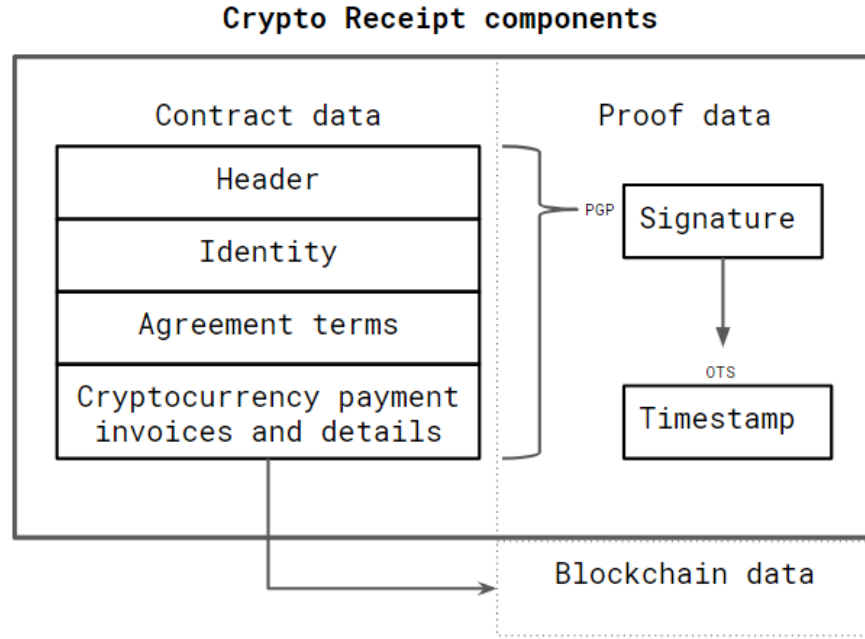 Crypto Receipt components
Contract data
Header
Identity
Agreement terms
Cryptocurrency payment
invoices and details
Proof data
PGP
Signature
OTS
Timestamp
Blockchain data